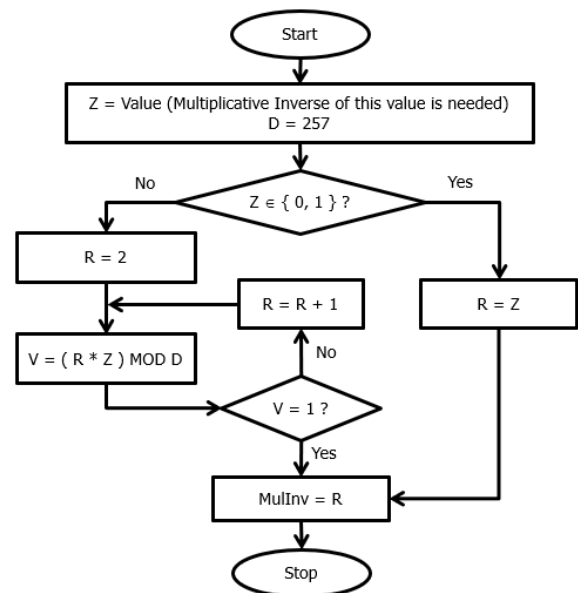 Start
Z = Value (Multiplicative Inverse of this value is needed)
D = 257
No
Yes
Z ∈ { 0, 1 } ?
R = 2
R = R + 1
R = Z
V = ( R * Z ) MOD D
No
V = 1 ?
Yes
MulInv = R
Stop